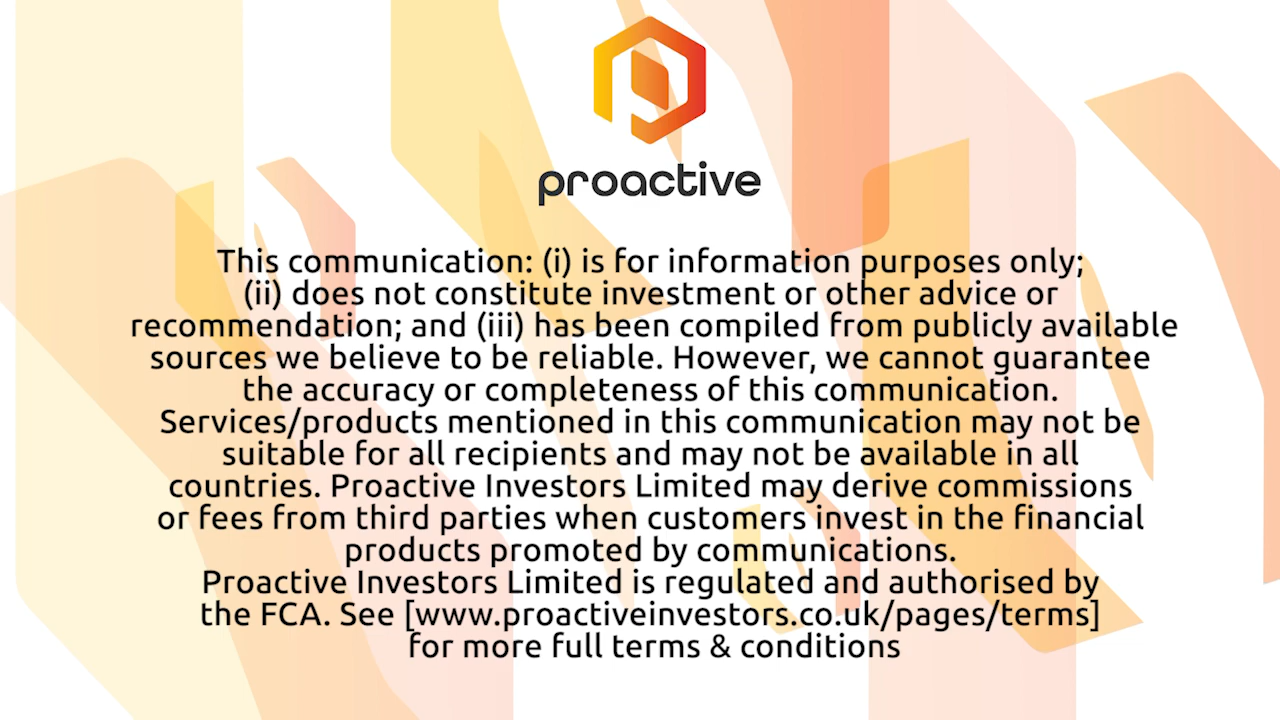 proactive
This communication: (i) is for information purposes only;
(ii) does not constitute investment or other advice or
recommendation; and (iii) has been compiled from publicly available
sources we believe to be reliable. However, we cannot guarantee
the accuracy or completeness of this communication.
Services/products mentioned in this communication may not be
suitable for all recipients and may not be available in all
countries. Proactive Investors Limited may derive commissions
or fees from third parties when customers invest in the financial
products promoted by communications.
Proactive Investors Limited is regulated and authorised by
the FCA. See [www.proactiveinvestors.co.uk/pages/terms]
for more full terms & conditions